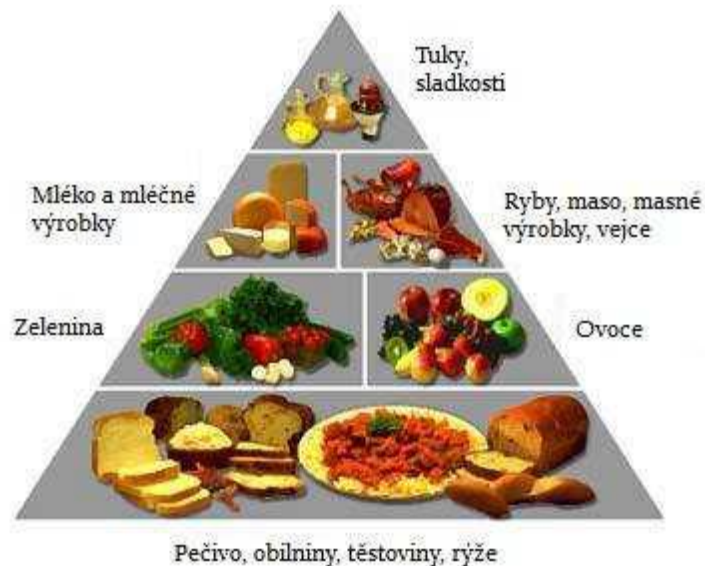 Tuky,
sladkosti
Mléko a mléčné
výrobky
Ryby, maso, masné
výrobky, vejce
Zelenina
Ovoce
Pečivo, obilniny, těstoviny, rýže